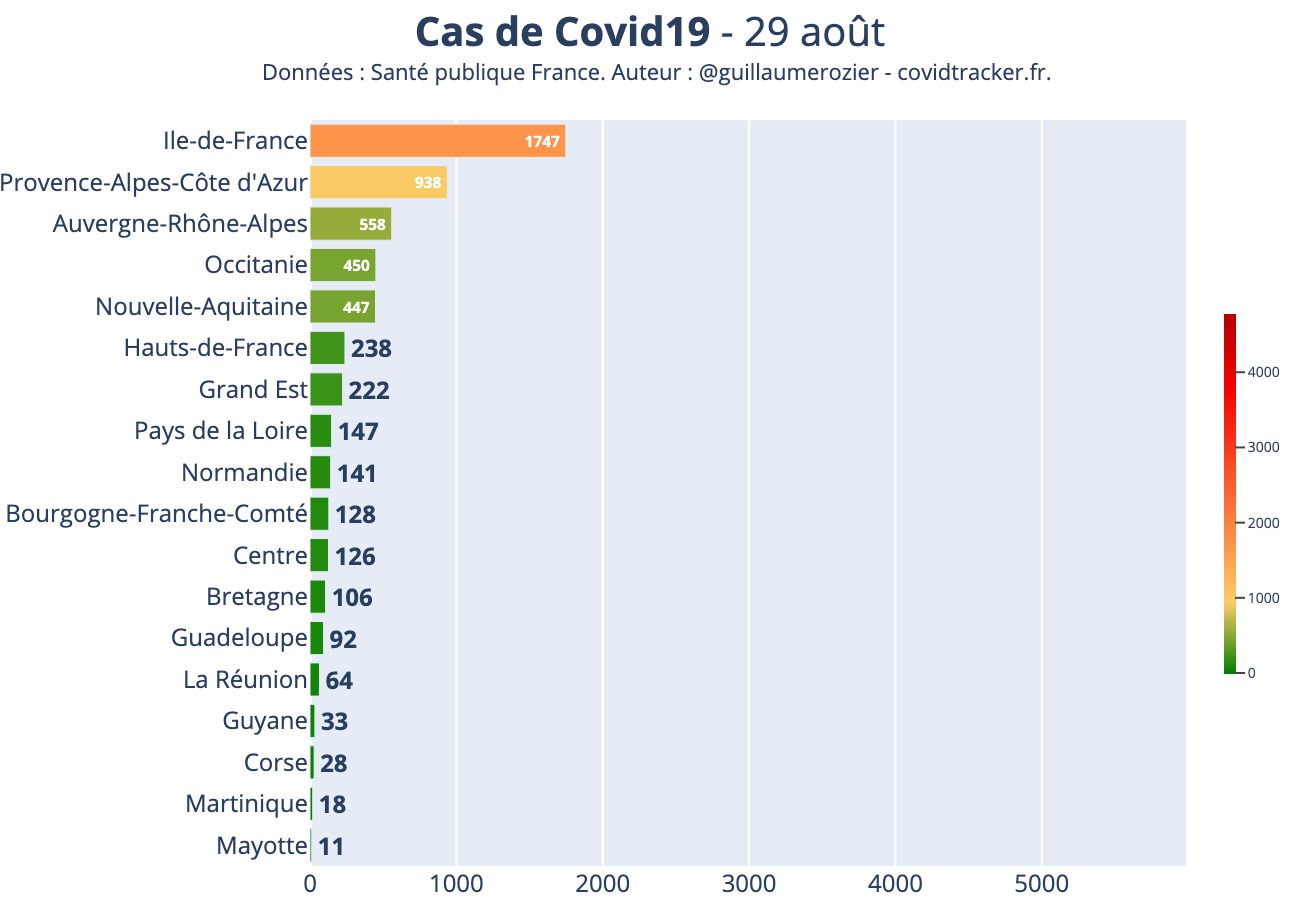 Cas de Covid19 - 29 août
Données : Santé publique France. Auteur : @guillaumerozier - covidtracker.fr.
Ile-de-France 1747
Provence-Alpes-Côte d'Azur 938
Auvergne-Rhône-Alpes 558
Occitanie 450
Nouvelle-Aquitaine 447
Hauts-de-France 238
Grand Est 222
Pays de la Loire 147
Normandie 141
Bourgogne-Franche-Comté 128
Centre 126
Bretagne 106
Guadeloupe 92
La Réunion 64
Guyane 33
Corse 28
Martinique 18
Mayotte 11
0 1000 2000 3000 4000 5000
4000
3000
2000
1000
0